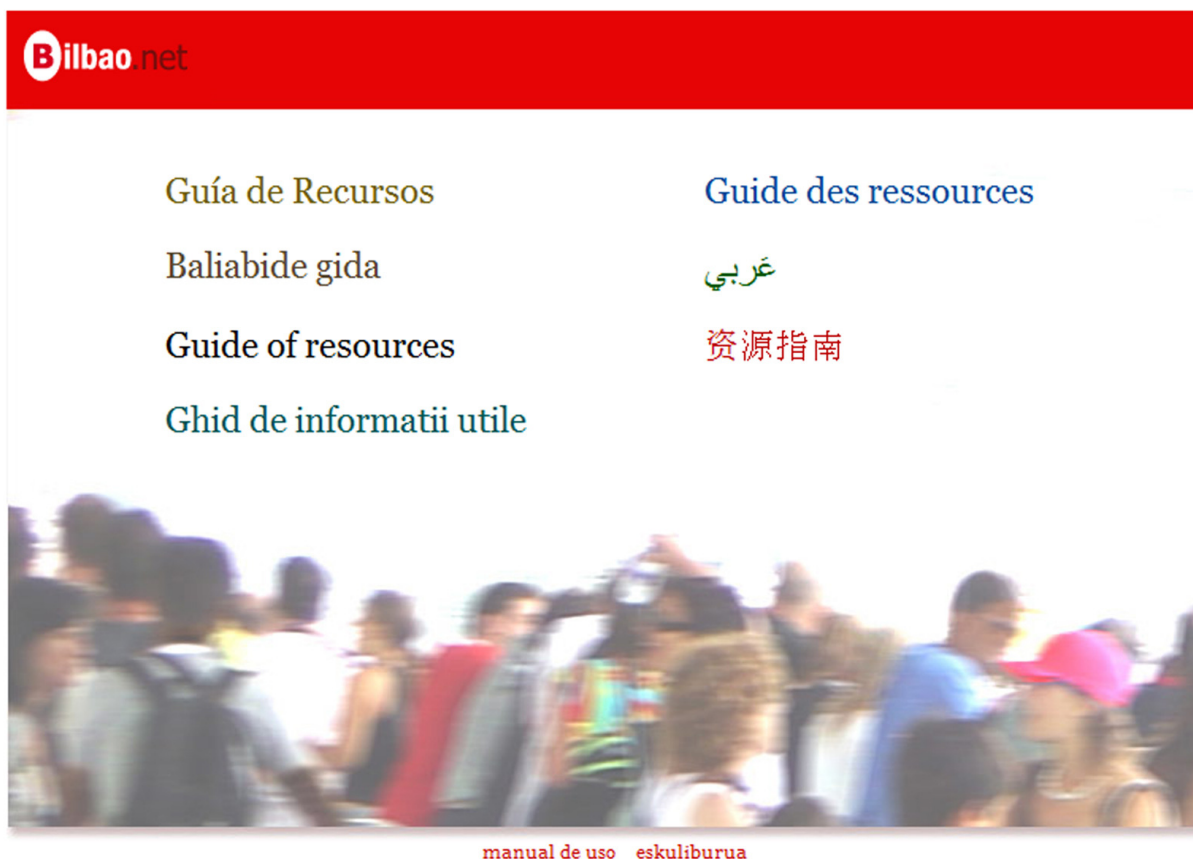 Bilbao.net
Guía de Recursos
Baliabide gida
Guide of resources
Ghid de informatii utile
Guide des ressources
عَربي
资源指南
manual de uso eskuliburua